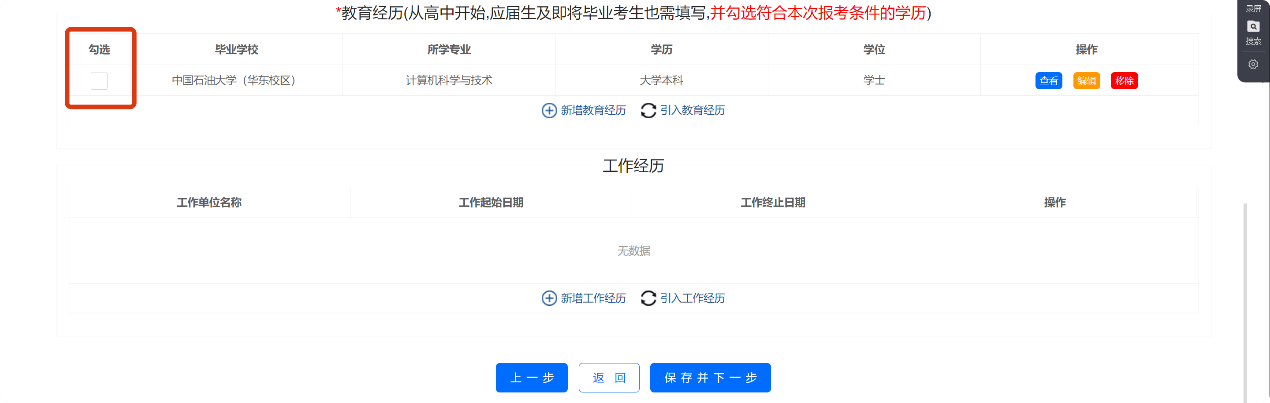 录屏
*教育经历(从高中开始,应届生及即将毕业考生也需填写,并勾选符合本次报考条件的学历)
搜索
勾选 毕业学校 所学专业 学历 学位 操作
中国石油大学（华东校区） 计算机科学与技术 大学本科 学士 查看 编辑 移除
新增教育经历 引入教育经历
工作经历
工作单位名称 工作起始日期 工作终止日期 操作
无数据
新增工作经历 引入工作经历
上一步 返回 保存并下一步